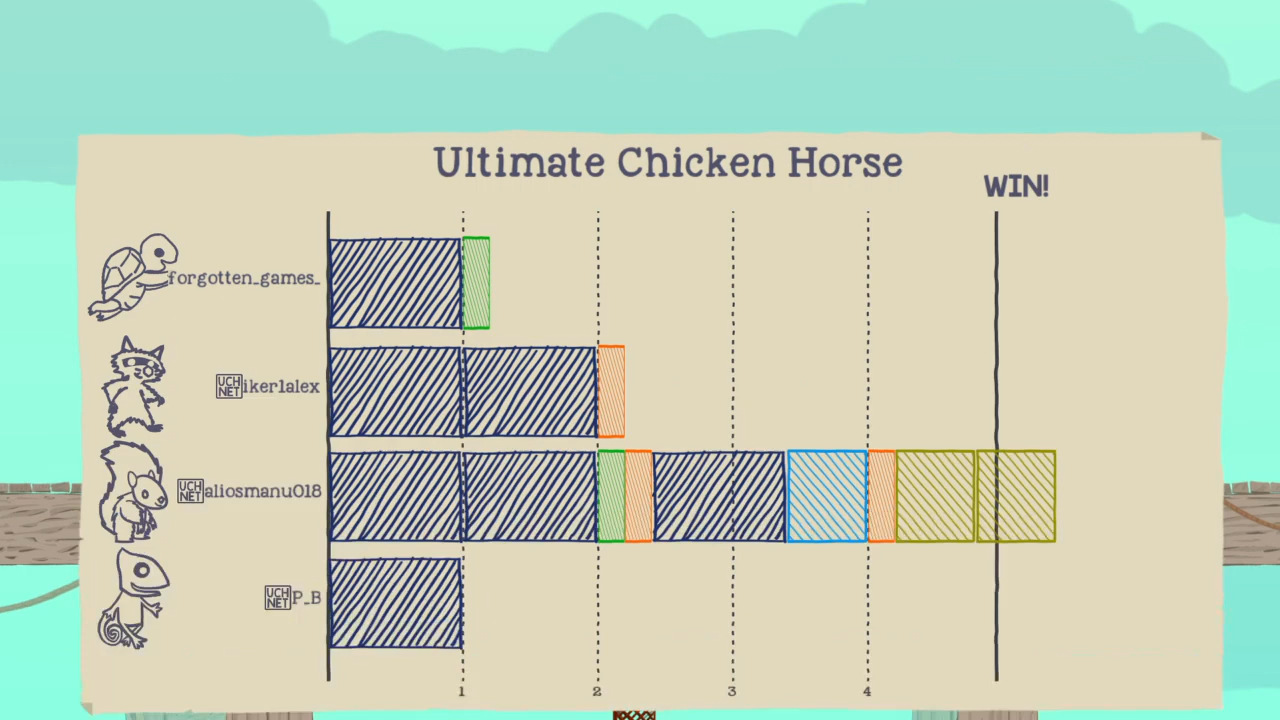 Ultimate Chicken Horse
WIN!
forgotten_games_
UCH NET iker1alex
UCH NET aliosmanu018
UCH NET P_B
1 2 3 4